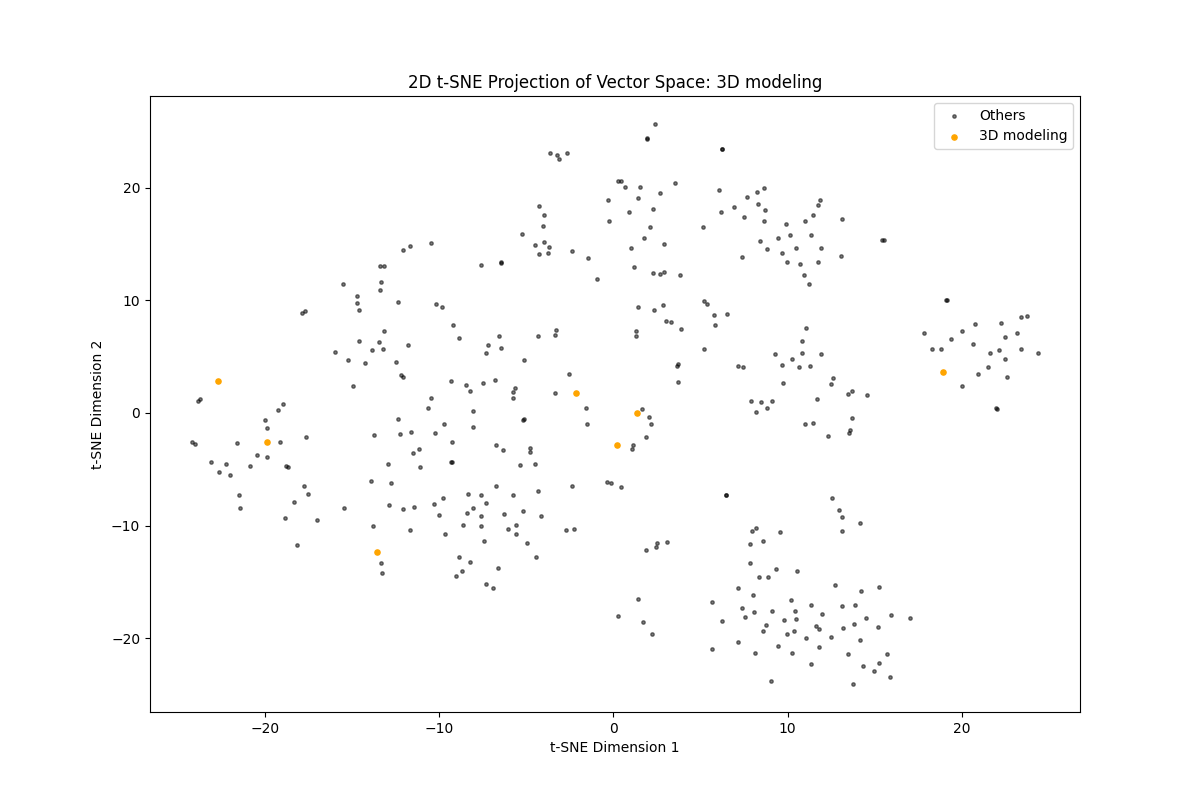 2D t-SNE Projection of Vector Space: 3D modeling
Others
3D modeling
t-SNE Dimension 2
20
10
0
−10
−20
−20
−10
0
10
20
t-SNE Dimension 1